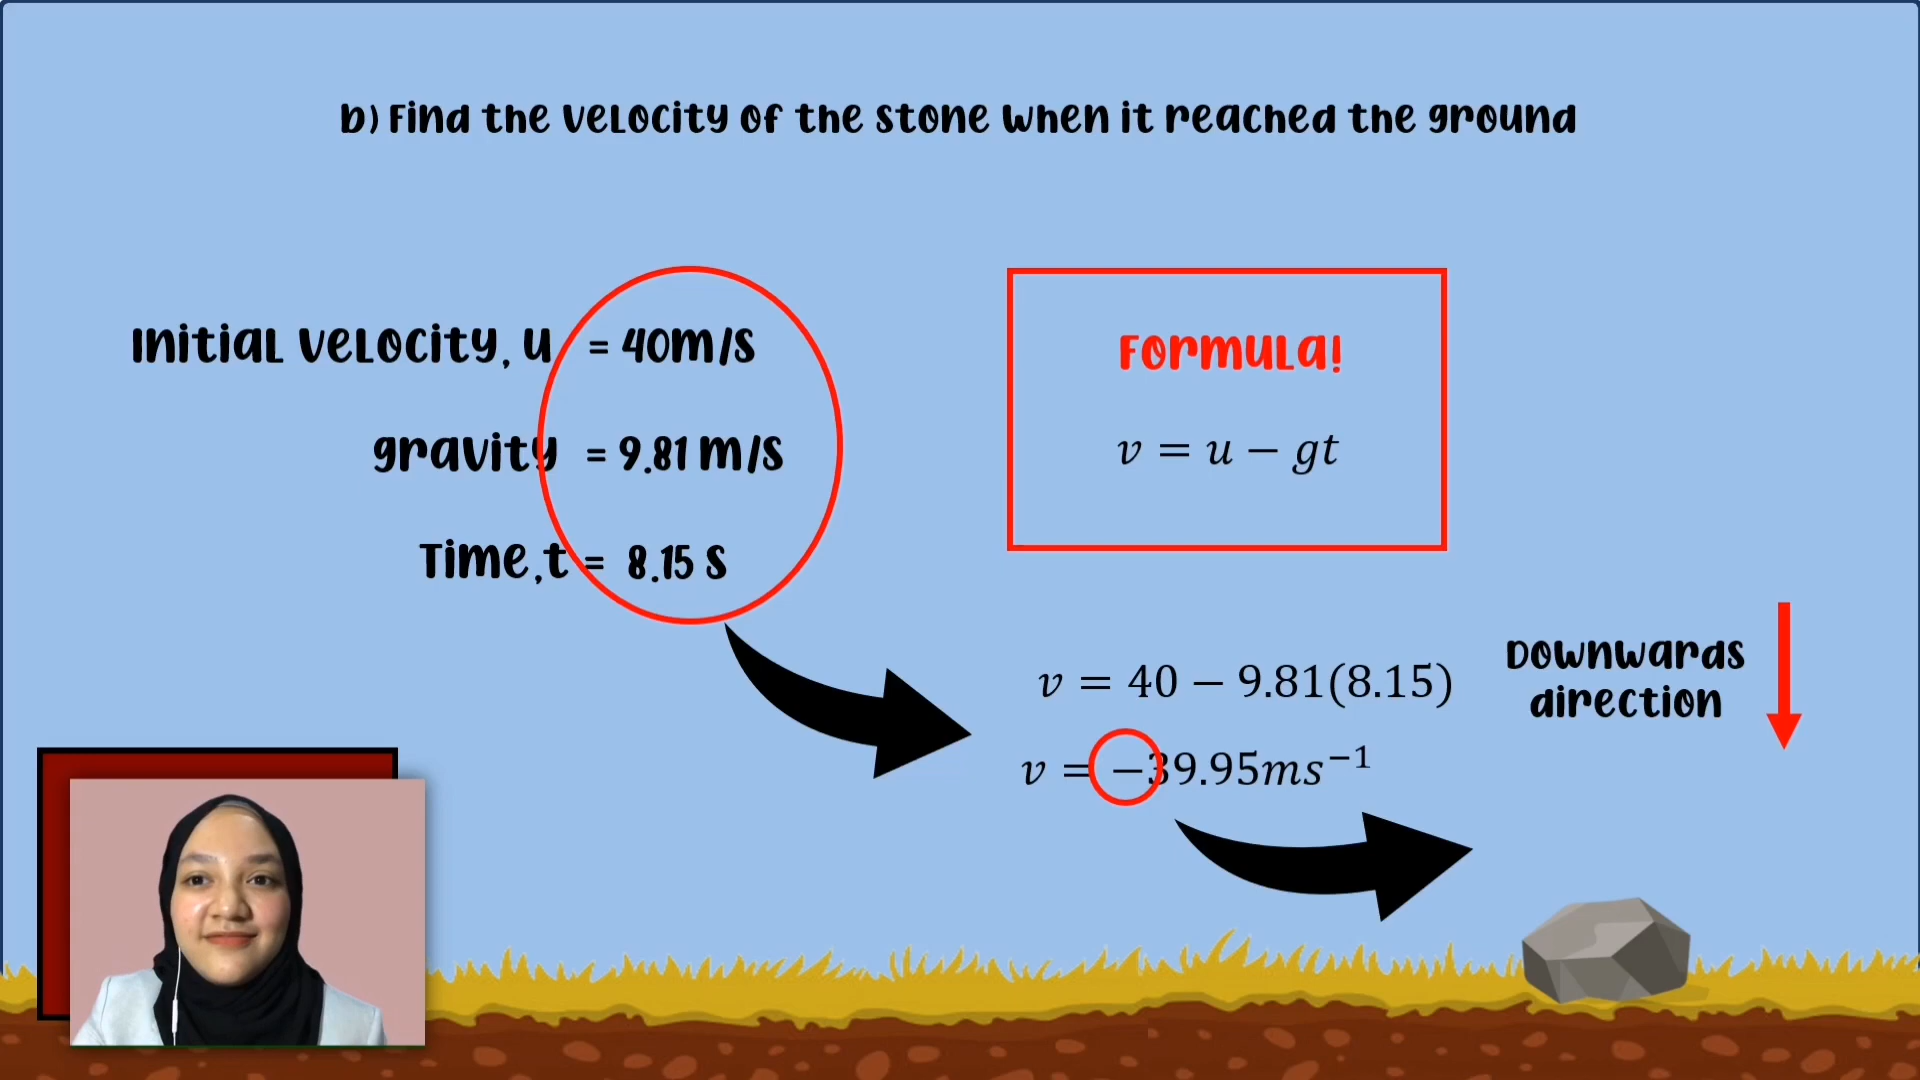 b) Find the velocity of the stone when it reached the ground
Initial velocity, u = 40m/s
gravity = 9.81 m/s
Time,t = 8.15 s
Formula!
v = u − gt
v = 40 − 9.81(8.15)
v = −39.95ms⁻¹
Downwards
direction